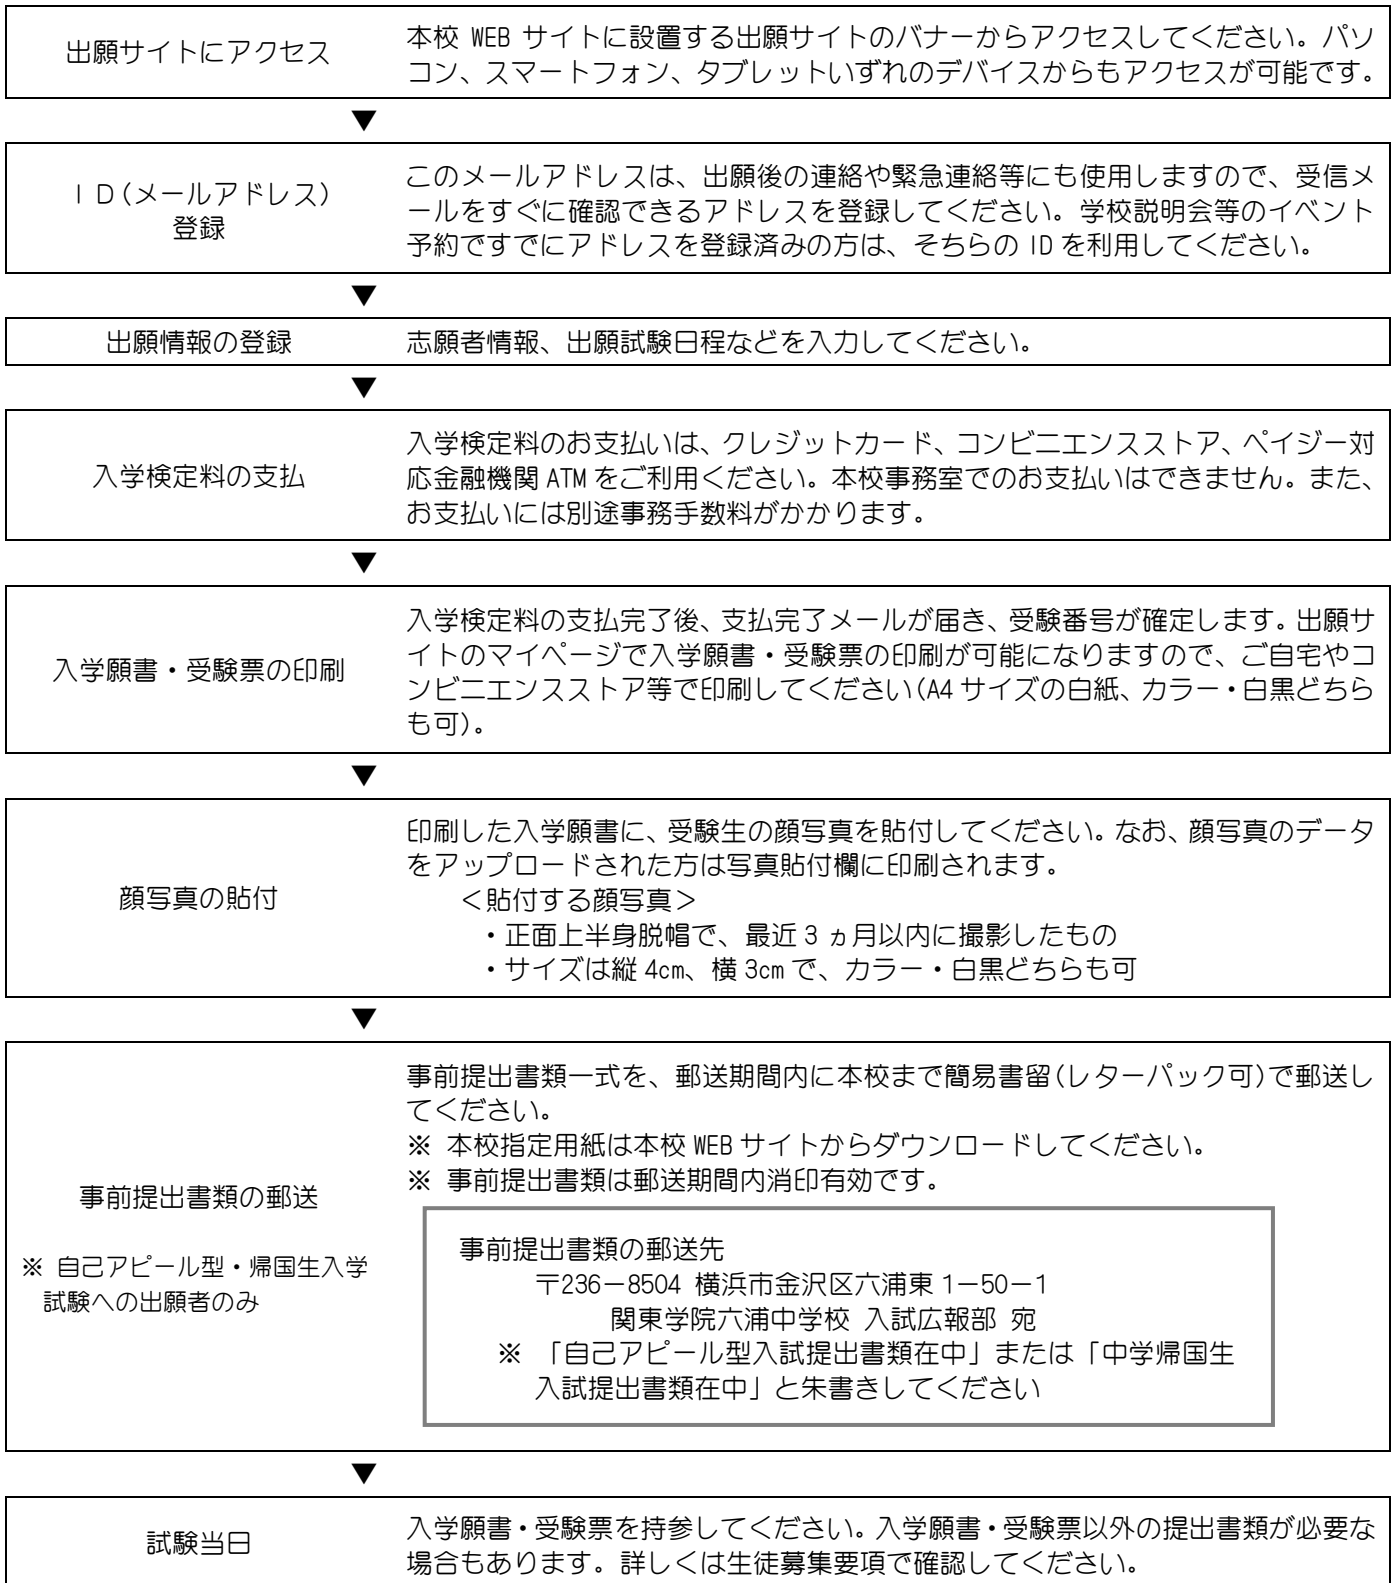 出願サイトにアクセス
本校 WEB サイトに設置する出願サイトのバナーからアクセスしてください。パソ
コン、スマートフォン、タブレットいずれのデバイスからもアクセスが可能です。
▼
ＩＤ(メールアドレス)
登録
このメールアドレスは、出願後の連絡や緊急連絡等にも使用しますので、受信メ
ールをすぐに確認できるアドレスを登録してください。学校説明会等のイベント
予約ですでにアドレスを登録済みの方は、そちらの ID を利用してください。
▼
出願情報の登録
志願者情報、出願試験日程などを入力してください。
▼
入学検定料の支払
入学検定料のお支払いは、クレジットカード、コンビニエンスストア、ペイジー対
応金融機関 ATM をご利用ください。本校事務室でのお支払いはできません。また、
お支払いには別途事務手数料がかかります。
▼
入学願書・受験票の印刷
入学検定料の支払完了後、支払完了メールが届き、受験番号が確定します。出願サ
イトのマイページで入学願書・受験票の印刷が可能になりますので、ご自宅やコ
ンビニエンスストア等で印刷してください(A4 サイズの白紙、カラー・白黒どちら
も可)。
▼
顔写真の貼付
印刷した入学願書に、受験生の顔写真を貼付してください。なお、顔写真のデータ
をアップロードされた方は写真貼付欄に印刷されます。
＜貼付する顔写真＞
・正面上半身脱帽で、最近 3 ヵ月以内に撮影したもの
・サイズは縦 4cm、横 3cm で、カラー・白黒どちらも可
▼
事前提出書類の郵送
※ 自己アピール型・帰国生入学
試験への出願者のみ
事前提出書類一式を、郵送期間内に本校まで簡易書留(レターパック可)で郵送し
てください。
※ 本校指定用紙は本校 WEB サイトからダウンロードしてください。
※ 事前提出書類は郵送期間内消印有効です。
事前提出書類の郵送先
〒236－8504 横浜市金沢区六浦東 1－50－1
関東学院六浦中学校 入試広報部 宛
※ 「自己アピール型入試提出書類在中」または「中学帰国生
入試提出書類在中」と朱書きしてください
▼
試験当日
入学願書・受験票を持参してください。入学願書・受験票以外の提出書類が必要な
場合もあります。詳しくは生徒募集要項で確認してください。